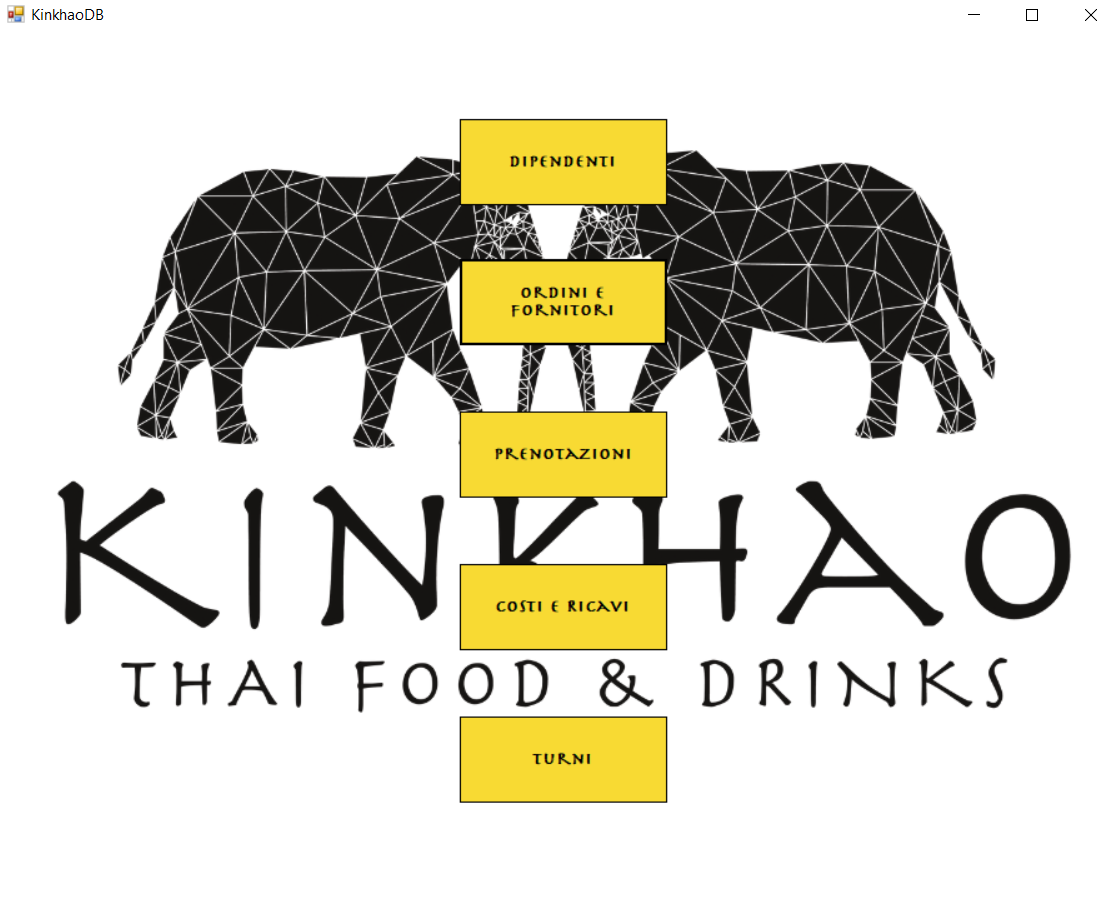 KinkhaoDB
DIPENDENTI
ORDINI E
FORNITORI
PRENOTAZIONI
KINKHAO
COSTI E RICAVI
THAI FOOD & DRINKS
TURNI